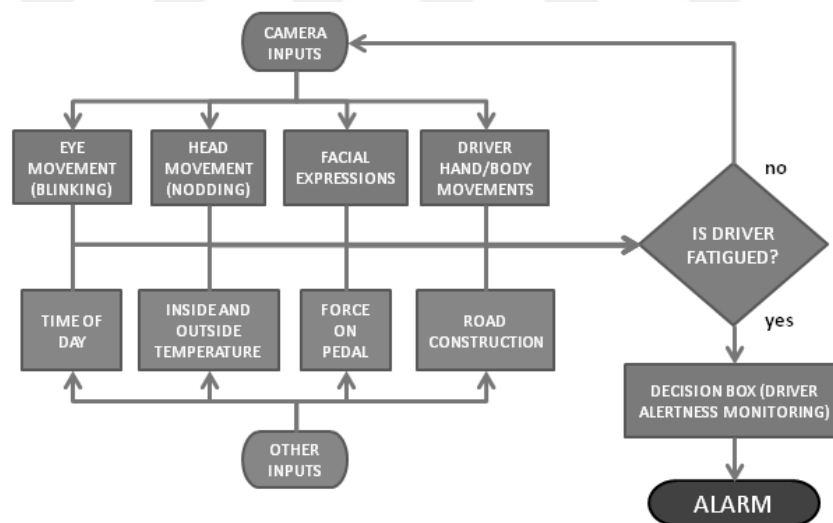 CAMERA
INPUTS
EYE
MOVEMENT
(BLINKING)
HEAD
MOVEMENT
(NODDING)
FACIAL
EXPRESSIONS
DRIVER
HAND/BODY
MOVEMENTS
no
IS DRIVER
FATIGUED?
yes
TIME OF
DAY
INSIDE AND
OUTSIDE
TEMPERATURE
FORCE
ON
PEDAL
ROAD
CONSTRUCTION
DECISION BOX (DRIVER
ALERTNESS MONITORING)
OTHER
INPUTS
ALARM